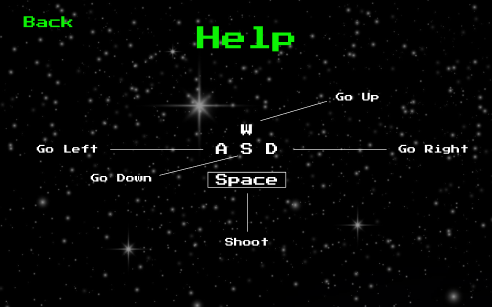 Back
Help
Go Up
W
Go Left
A S D
Go Right
Go Down
Space
Shoot